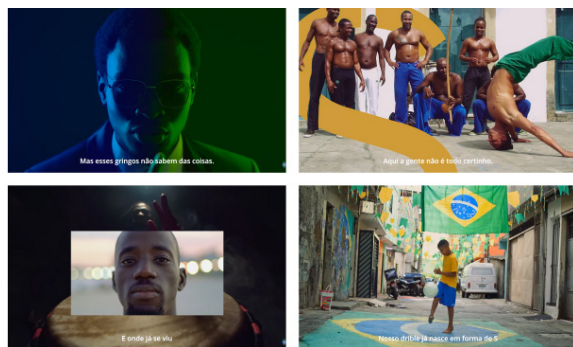 Mas esses gringos não sabem das coisas.
Aqui a gente não é todo certinho.
E onde já se viu
Nosso drible já nasce em forma de S